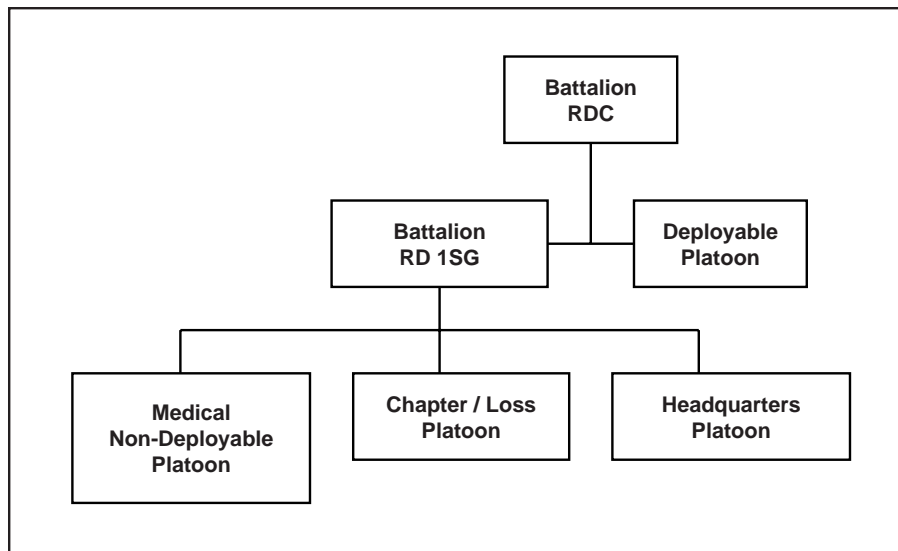 Battalion
RDC
Battalion
RD 1SG
Deployable
Platoon
Medical
Non-Deployable
Platoon
Chapter / Loss
Platoon
Headquarters
Platoon